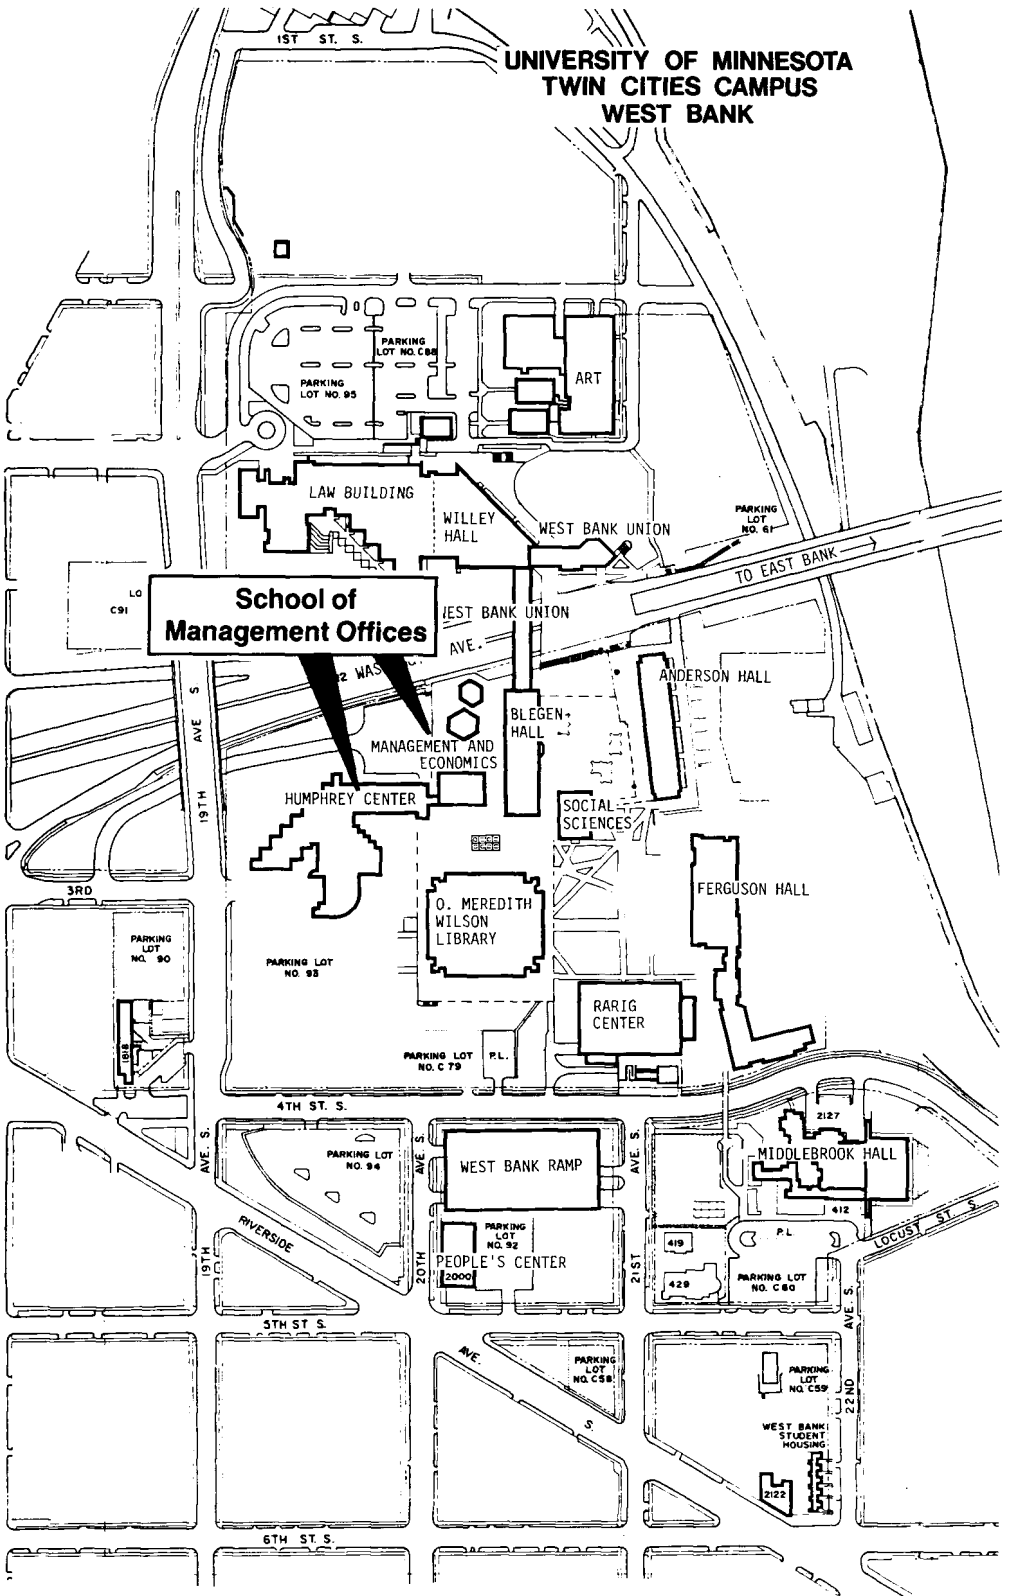 1ST ST. S.
UNIVERSITY OF MINNESOTA
TWIN CITIES CAMPUS
WEST BANK
PARKING
LOT NO. C88
PARKING
LOT NO. 95
ART
LAW BUILDING
WILLEY
HALL
WEST BANK UNION
PARKING
LOT
NO. 61
TO EAST BANK
LO
C91
School of
Management Offices
EST BANK UNION
WAS
AVE.
19TH AVE S
ANDERSON HALL
BLEGEN
HALL
MANAGEMENT AND
ECONOMICS
HUMPHREY CENTER
SOCIAL
SCIENCES
3RD
FERGUSON HALL
O. MEREDITH
WILSON
LIBRARY
PARKING
LOT
NO. 90
PARKING LOT
NO. 93
1818
RARIG
CENTER
PARKING LOT
NO. C 79
P.L.
4TH ST. S.
2127
19TH AVE. S.
PARKING LOT
NO. 94
20TH AVE. S.
WEST BANK RAMP
21ST AVE. S.
MIDDLEBROOK HALL
412
RIVERSIDE
PARKING
LOT
NO. 92
PEOPLE'S CENTER
2000
419
429
P.L.
LOCUST ST S.
PARKING LOT
NO. C60
5TH ST S.
AVE. S.
PARKING
LOT
NO. C58
PARKING
LOT
NO. C59
22ND AVE. S.
WEST BANK
STUDENT
HOUSING
2122
6TH ST. S.